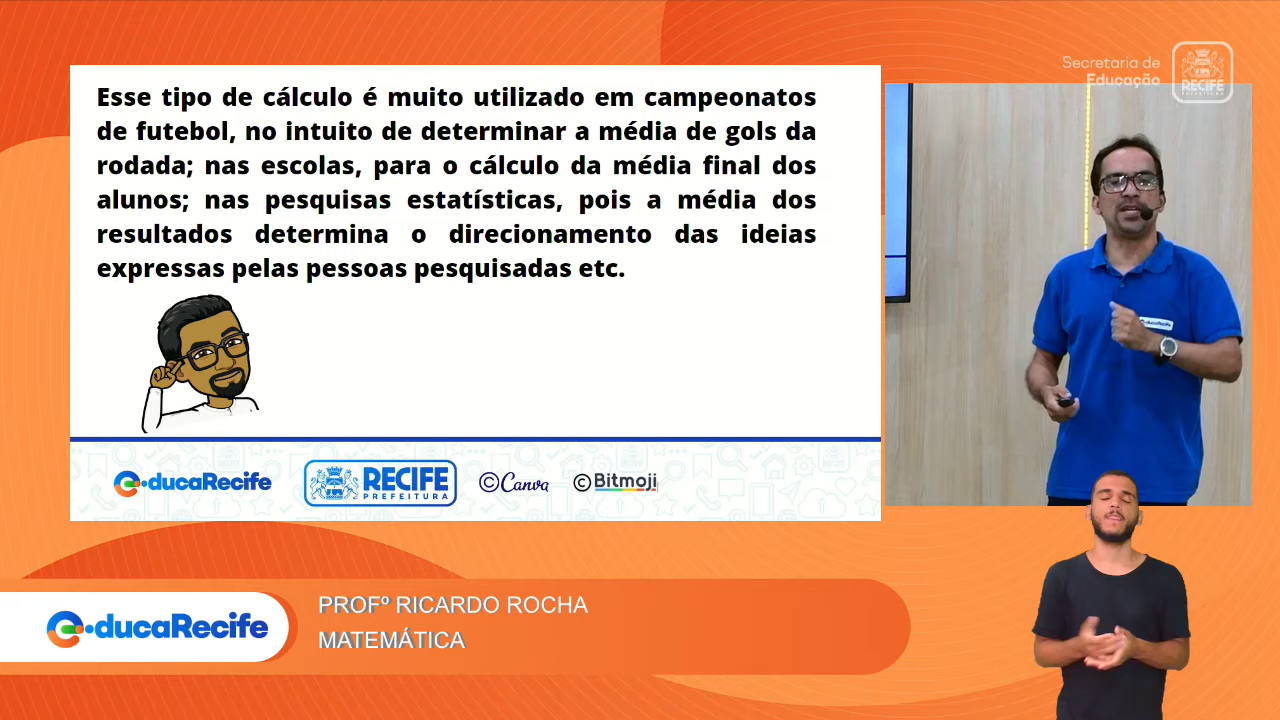 Secretaria de
Educação
RECIFE
PREFEITURA
Esse tipo de cálculo é muito utilizado em campeonatos
de futebol, no intuito de determinar a média de gols da
rodada; nas escolas, para o cálculo da média final dos
alunos; nas pesquisas estatísticas, pois a média dos
resultados determina o direcionamento das ideias
expressas pelas pessoas pesquisadas etc.
EducaRecife
RECIFE
PREFEITURA
©Canva
©Bitmoji
EducaRecife
EducaRecife
PROFº RICARDO ROCHA
MATEMÁTICA